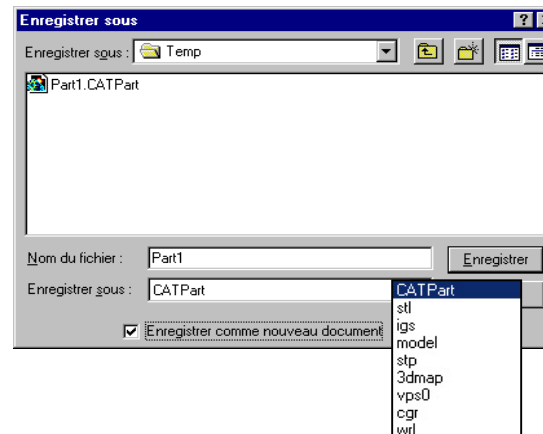 Enregistrer sous
Enregistrer sous : Temp
Part1.CATPart
Nom du fichier : Part1 Enregistrer
Enregistrer sous : CATPart
CATPart
stl
igs
Enregistrer comme nouveau document
model
stp
3dmap
vps0
cgr
wrl